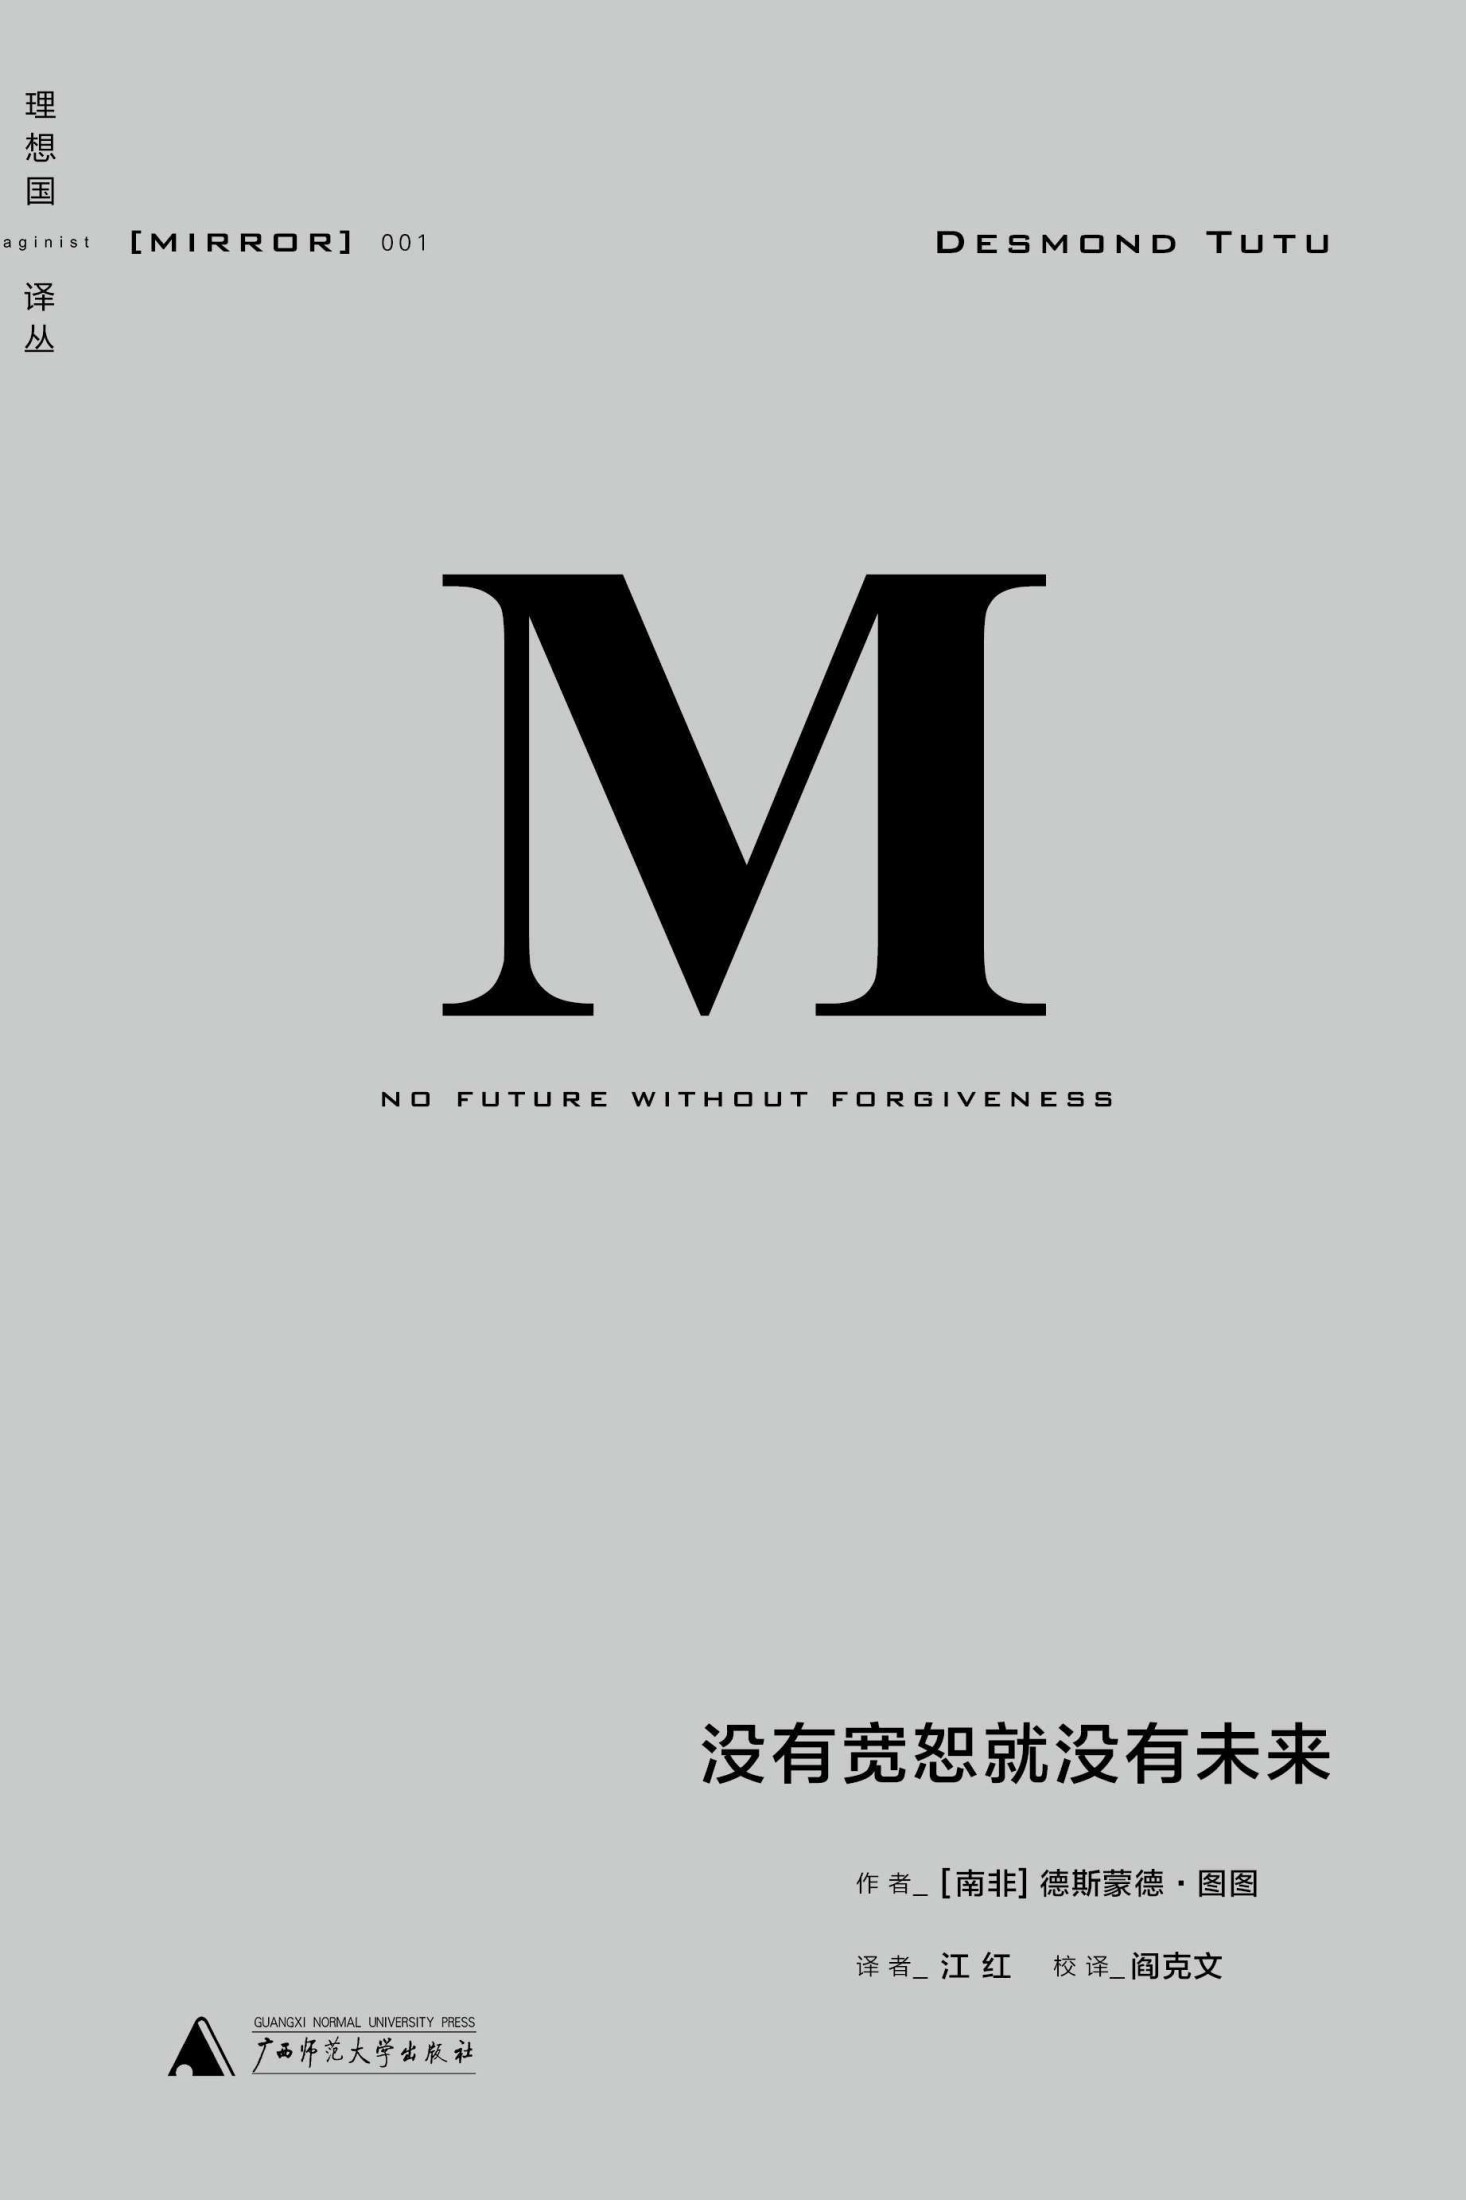 理想国
aginist [MIRROR] 001
译丛
DESMOND TUTU
M
NO FUTURE WITHOUT FORGIVENESS
没有宽恕就没有未来
作者_ [南非] 德斯蒙德·图图
译者_ 江红 校译_ 阎克文
GUANGXI NORMAL UNIVERSITY PRESS
广西师范大学出版社